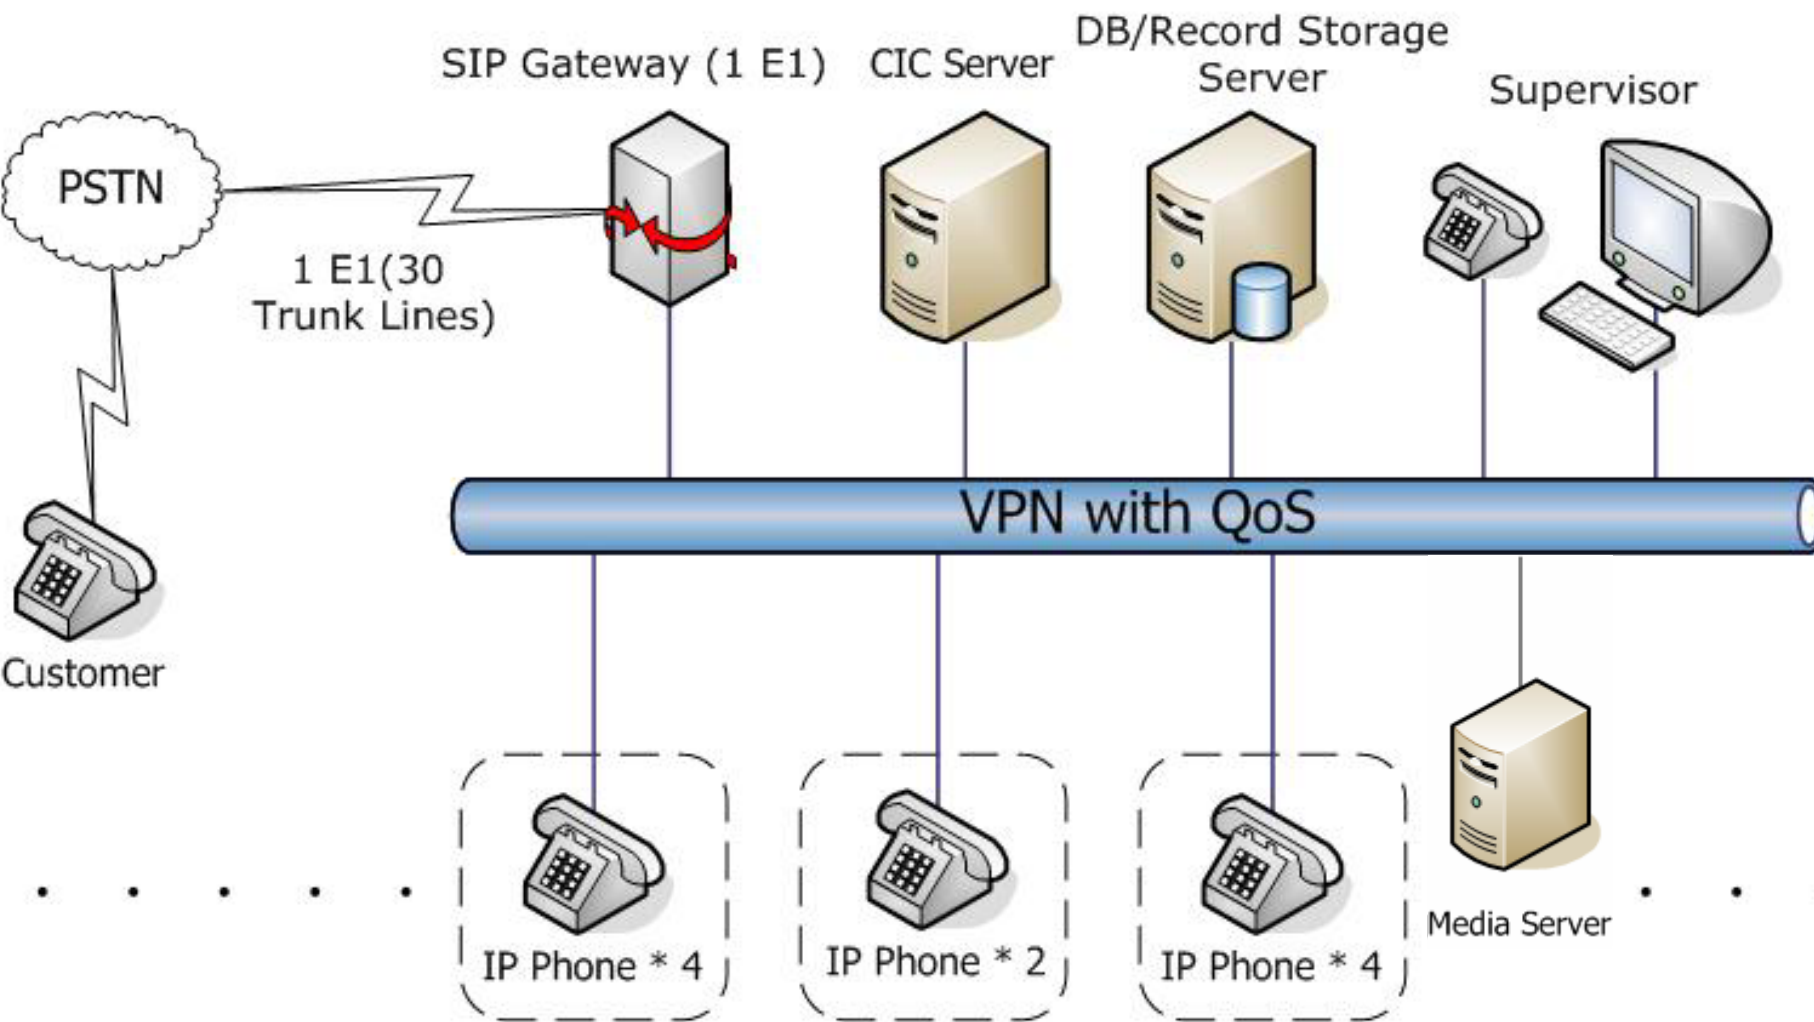 DB/Record Storage
Server
SIP Gateway (1 E1)
CIC Server
Supervisor
PSTN
1 E1(30
Trunk Lines)
VPN with QoS
Customer
IP Phone * 4
IP Phone * 2
IP Phone * 4
Media Server